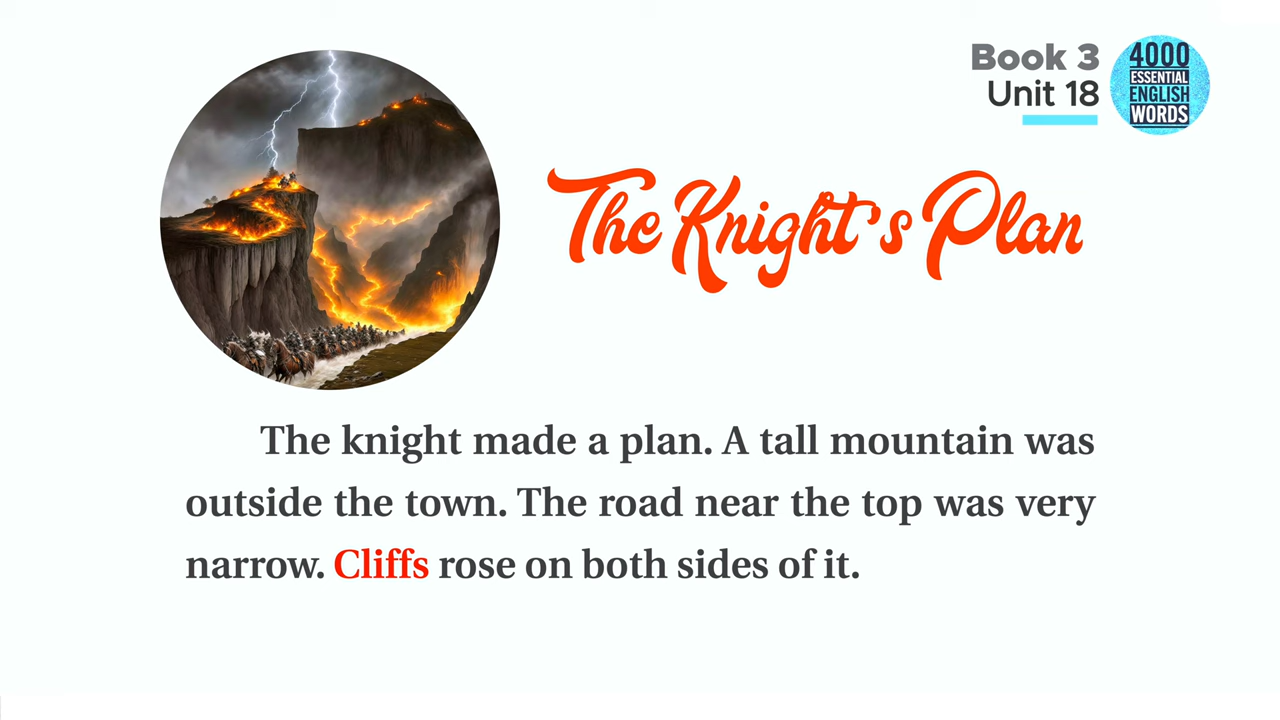 Book 3
Unit 18
4000
ESSENTIAL
ENGLISH
WORDS
The Knight's Plan
The knight made a plan. A tall mountain was
outside the town. The road near the top was very
narrow. Cliffs rose on both sides of it.